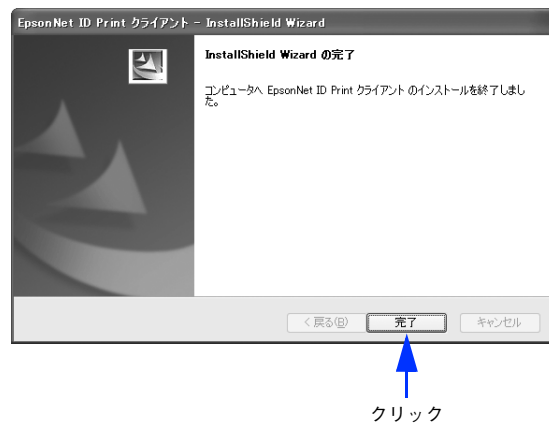 EpsonNet ID Print クライアント - InstallShield Wizard
InstallShield Wizard の完了
コンピュータへ EpsonNet ID Print クライアント のインストールを終了しまし
た。
< 戻る(B)
完了
キャンセル
クリック